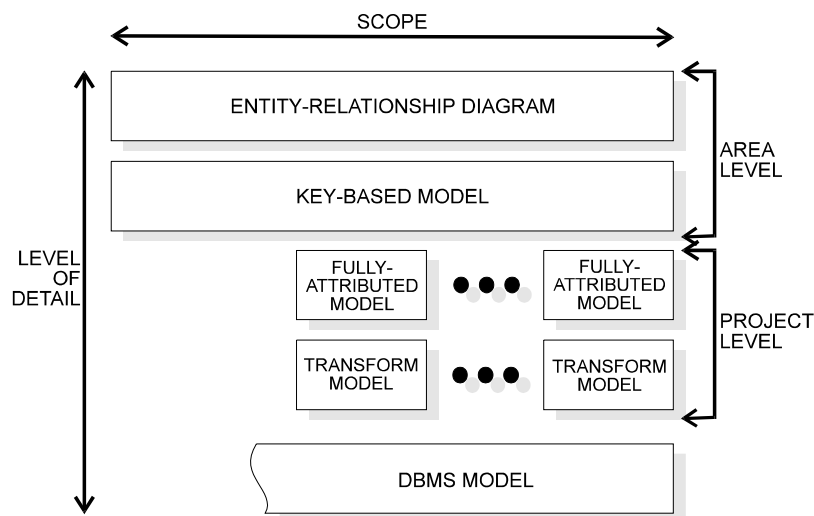 SCOPE
ENTITY-RELATIONSHIP DIAGRAM
AREA
LEVEL
KEY-BASED MODEL
LEVEL
OF
DETAIL
FULLY-
ATTRIBUTED
MODEL
FULLY-
ATTRIBUTED
MODEL
PROJECT
LEVEL
TRANSFORM
MODEL
TRANSFORM
MODEL
DBMS MODEL